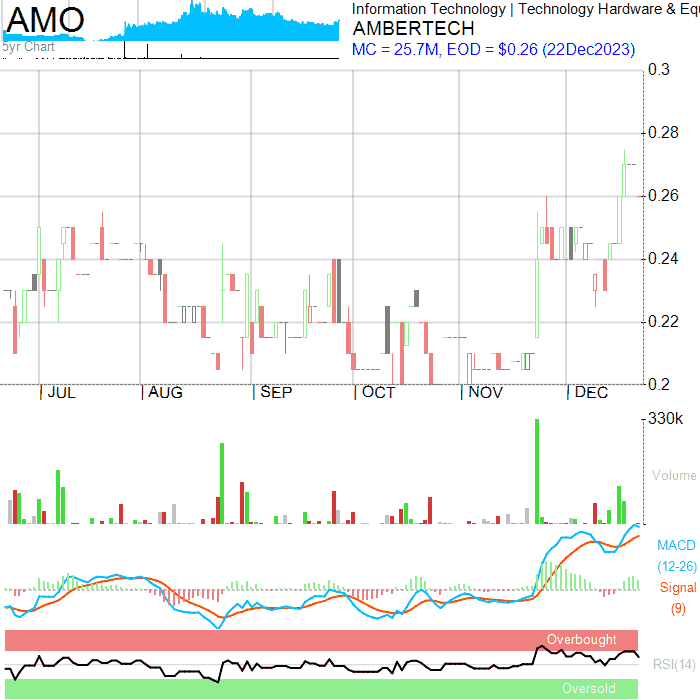 AMO
5yr Chart
Information Technology | Technology Hardware & Equ
AMBERTECH
MC = 25.7M, EOD = $0.26 (22Dec2023)
0.3
0.28
0.26
0.24
0.22
0.2
| JUL | AUG | SEP | OCT | NOV | DEC
330k
Volume
MACD
(12-26)
Signal
(9)
Overbought
RSI(14)
Oversold